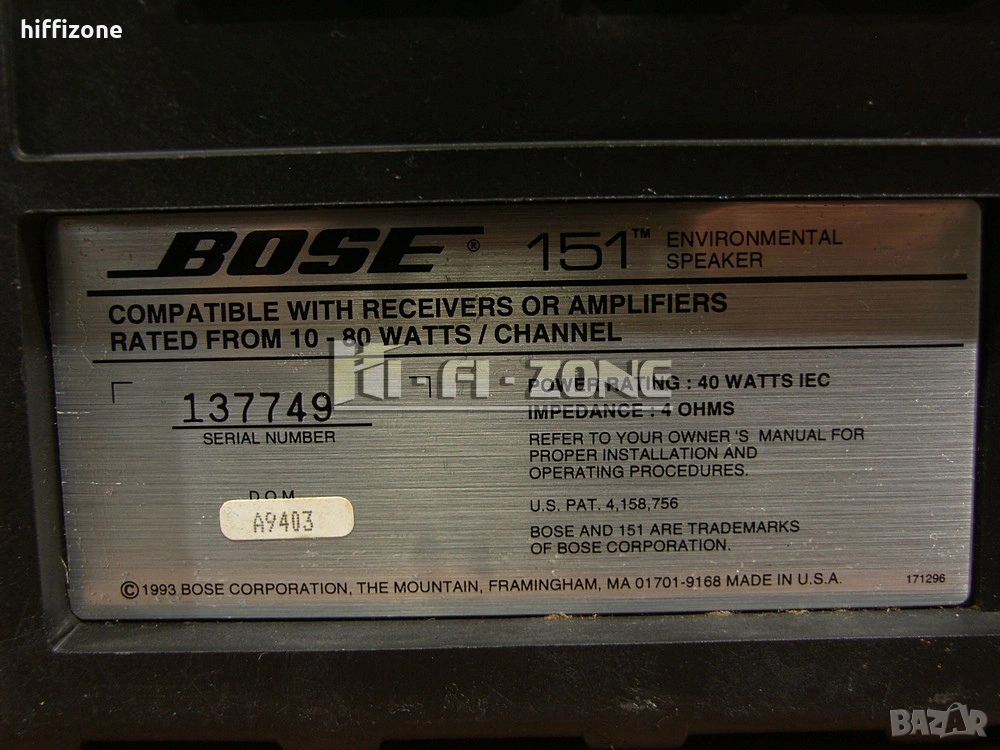 hiffizone
BOSE® 151™ ENVIRONMENTAL
SPEAKER
COMPATIBLE WITH RECEIVERS OR AMPLIFIERS
RATED FROM 10 - 80 WATTS / CHANNEL
HI-FI-ZONE
137749
SERIAL NUMBER
POWER RATING : 40 WATTS IEC
IMPEDANCE : 4 OHMS
REFER TO YOUR OWNER 'S MANUAL FOR
PROPER INSTALLATION AND
OPERATING PROCEDURES.
D.O.M.
A9403
U.S. PAT. 4,158,756
BOSE AND 151 ARE TRADEMARKS
OF BOSE CORPORATION.
©1993 BOSE CORPORATION, THE MOUNTAIN, FRAMINGHAM, MA 01701-9168 MADE IN U.S.A.
171296
BAZAR